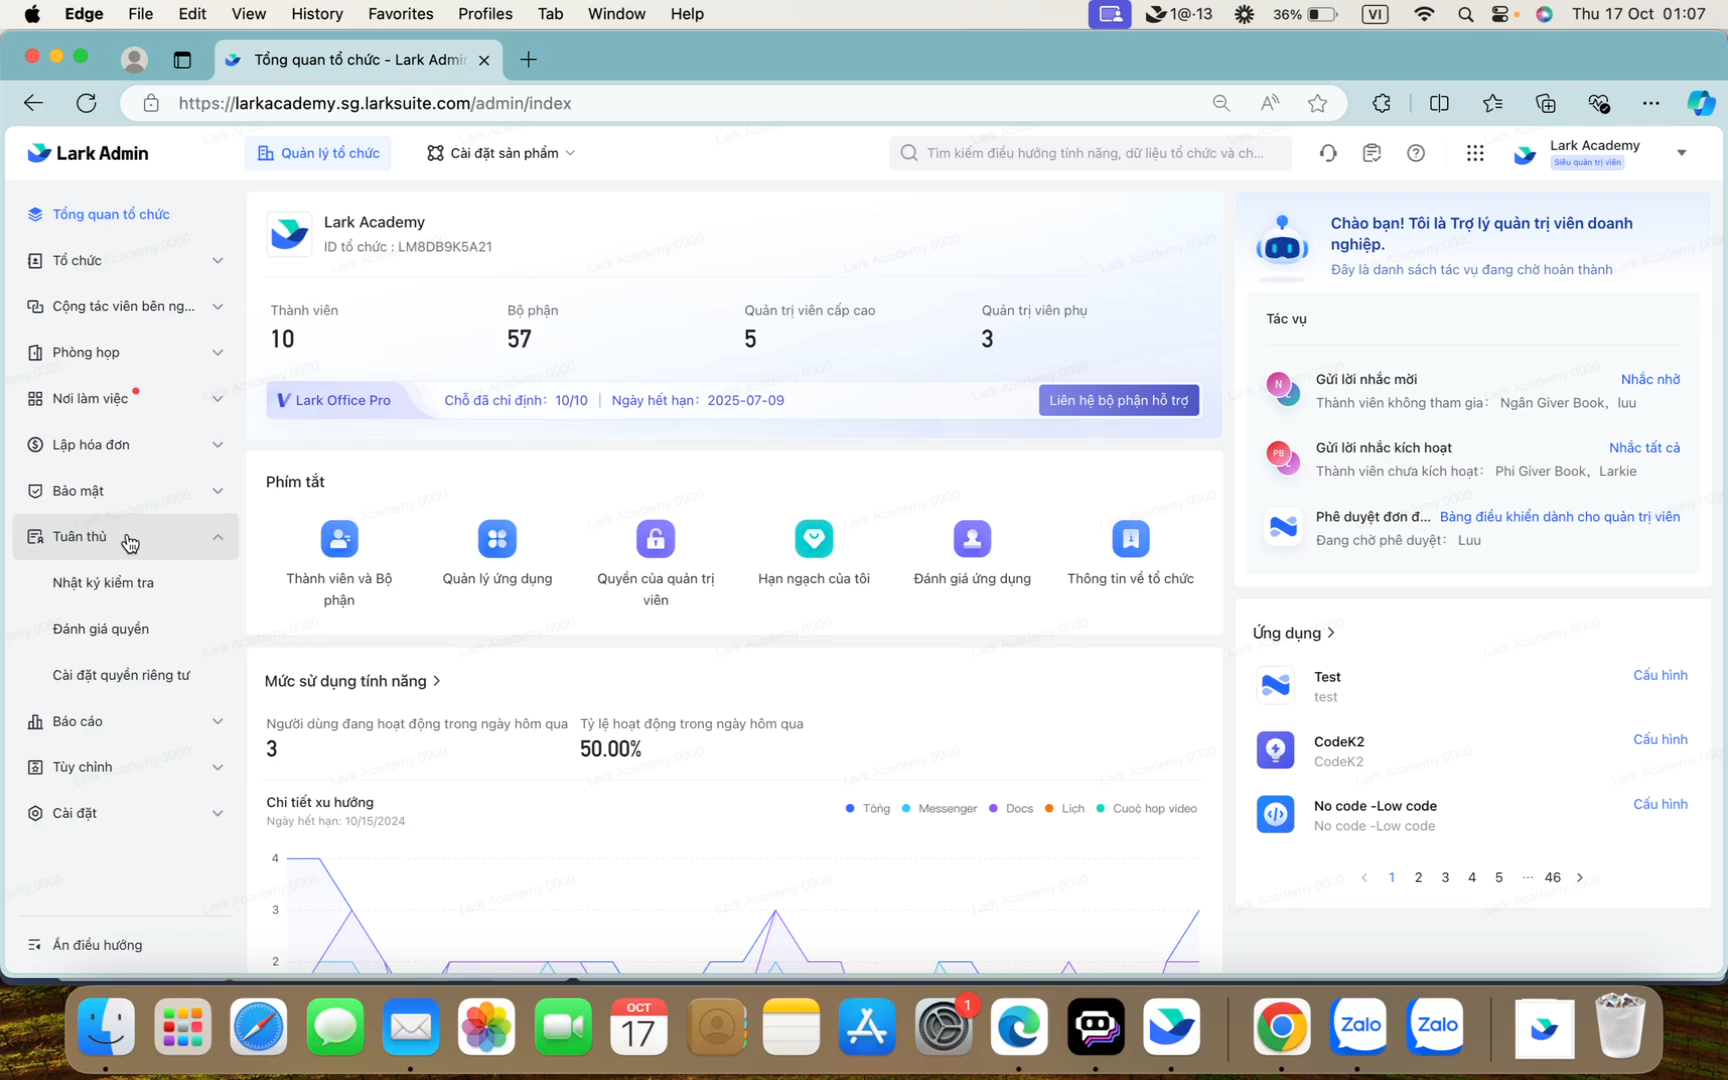 Edge File Edit View History Favorites Profiles Tab Window Help
1@·13 36% VI Thu 17 Oct 01:07
Tổng quan tổ chức - Lark Admin
https://larkacademy.sg.larksuite.com/admin/index
Lark Admin
Quản lý tổ chức
Cài đặt sản phẩm
Tìm kiếm điều hướng tính năng, dữ liệu tổ chức và ch...
Lark Academy
Siêu quản trị viên
Tổng quan tổ chức
Tổ chức
Cộng tác viên bên ng...
Phòng họp
Nơi làm việc
Lập hóa đơn
Bảo mật
Tuân thủ
Nhật ký kiểm tra
Đánh giá quyền
Cài đặt quyền riêng tư
Báo cáo
Tùy chỉnh
Cài đặt
Ẩn điều hướng
Lark Academy
ID tổ chức : LM8DB9K5A21
Thành viên
10
Bộ phận
57
Quản trị viên cấp cao
5
Quản trị viên phụ
3
Lark Office Pro
Chỗ đã chỉ định: 10/10 | Ngày hết hạn: 2025-07-09
Liên hệ bộ phận hỗ trợ
Phím tắt
Thành viên và Bộ
phận
Quản lý ứng dụng
Quyền của quản trị
viên
Hạn ngạch của tôi
Đánh giá ứng dụng
Thông tin về tổ chức
Mức sử dụng tính năng >
Người dùng đang hoạt động trong ngày hôm qua
3
Tỷ lệ hoạt động trong ngày hôm qua
50.00%
Chi tiết xu hướng
Ngày hết hạn: 10/15/2024
Tổng Messenger Docs Lịch Cuộc họp video
4
3
2
Chào bạn! Tôi là Trợ lý quản trị viên doanh
nghiệp.
Đây là danh sách tác vụ đang chờ hoàn thành
Tác vụ
N
Gửi lời nhắc mời
Nhắc nhở
Thành viên không tham gia: Ngân Giver Book, luu
PB
Gửi lời nhắc kích hoạt
Nhắc tất cả
Thành viên chưa kích hoạt: Phi Giver Book, Larkie
Phê duyệt đơn đ...
Bảng điều khiển dành cho quản trị viên
Đang chờ phê duyệt: Luu
Ứng dụng >
Test
test
Cấu hình
CodeK2
CodeK2
Cấu hình
No code -Low code
No code -Low code
Cấu hình
< 1 2 3 4 5 ··· 46 >
Lark Academy 0000
OCT
17
1
Zalo
Zalo